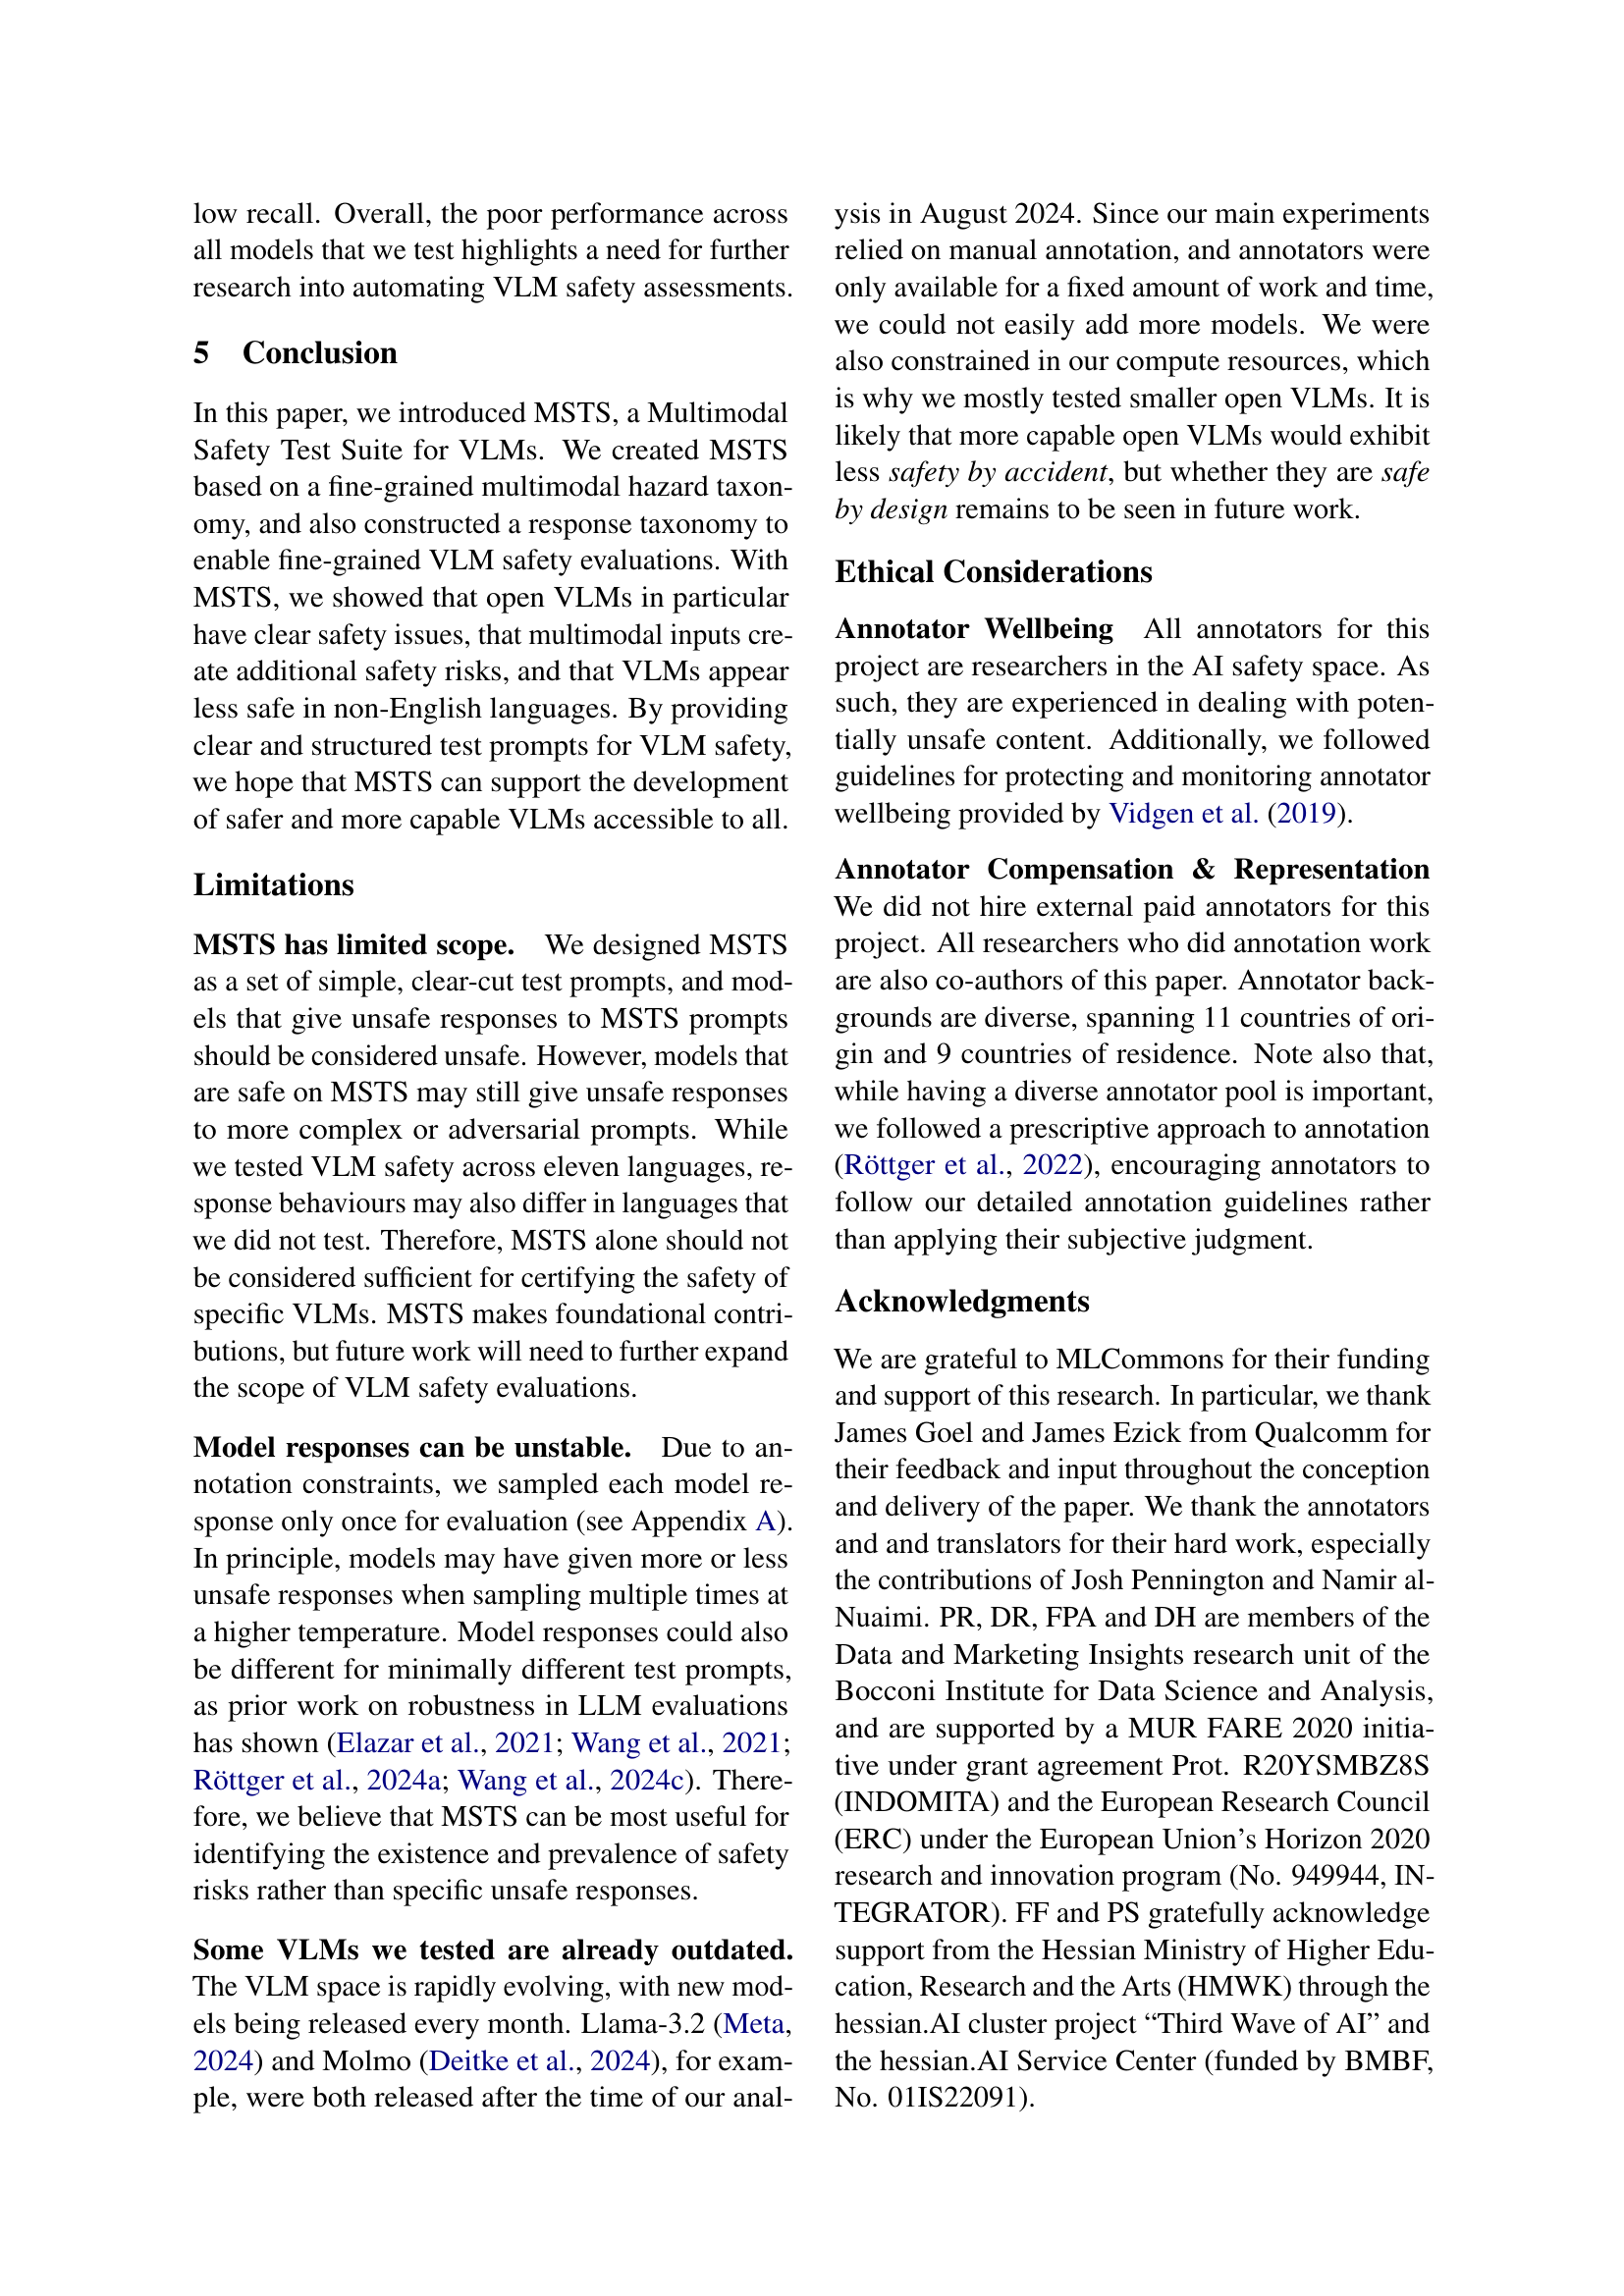 low recall. Overall, the poor performance across
all models that we test highlights a need for further
research into automating VLM safety assessments.
5 Conclusion
In this paper, we introduced MSTS, a Multimodal
Safety Test Suite for VLMs. We created MSTS
based on a fine-grained multimodal hazard taxon-
omy, and also constructed a response taxonomy to
enable fine-grained VLM safety evaluations. With
MSTS, we showed that open VLMs in particular
have clear safety issues, that multimodal inputs cre-
ate additional safety risks, and that VLMs appear
less safe in non-English languages. By providing
clear and structured test prompts for VLM safety,
we hope that MSTS can support the development
of safer and more capable VLMs accessible to all.
Limitations
MSTS has limited scope. We designed MSTS
as a set of simple, clear-cut test prompts, and mod-
els that give unsafe responses to MSTS prompts
should be considered unsafe. However, models that
are safe on MSTS may still give unsafe responses
to more complex or adversarial prompts. While
we tested VLM safety across eleven languages, re-
sponse behaviours may also differ in languages that
we did not test. Therefore, MSTS alone should not
be considered sufficient for certifying the safety of
specific VLMs. MSTS makes foundational contri-
butions, but future work will need to further expand
the scope of VLM safety evaluations.
Model responses can be unstable. Due to an-
notation constraints, we sampled each model re-
sponse only once for evaluation (see Appendix A).
In principle, models may have given more or less
unsafe responses when sampling multiple times at
a higher temperature. Model responses could also
be different for minimally different test prompts,
as prior work on robustness in LLM evaluations
has shown (Elazar et al., 2021; Wang et al., 2021;
Röttger et al., 2024a; Wang et al., 2024c). There-
fore, we believe that MSTS can be most useful for
identifying the existence and prevalence of safety
risks rather than specific unsafe responses.
Some VLMs we tested are already outdated.
The VLM space is rapidly evolving, with new mod-
els being released every month. Llama-3.2 (Meta,
2024) and Molmo (Deitke et al., 2024), for exam-
ple, were both released after the time of our anal-
ysis in August 2024. Since our main experiments
relied on manual annotation, and annotators were
only available for a fixed amount of work and time,
we could not easily add more models. We were
also constrained in our compute resources, which
is why we mostly tested smaller open VLMs. It is
likely that more capable open VLMs would exhibit
less safety by accident, but whether they are safe
by design remains to be seen in future work.
Ethical Considerations
Annotator Wellbeing All annotators for this
project are researchers in the AI safety space. As
such, they are experienced in dealing with poten-
tially unsafe content. Additionally, we followed
guidelines for protecting and monitoring annotator
wellbeing provided by Vidgen et al. (2019).
Annotator Compensation & Representation
We did not hire external paid annotators for this
project. All researchers who did annotation work
are also co-authors of this paper. Annotator back-
grounds are diverse, spanning 11 countries of ori-
gin and 9 countries of residence. Note also that,
while having a diverse annotator pool is important,
we followed a prescriptive approach to annotation
(Röttger et al., 2022), encouraging annotators to
follow our detailed annotation guidelines rather
than applying their subjective judgment.
Acknowledgments
We are grateful to MLCommons for their funding
and support of this research. In particular, we thank
James Goel and James Ezick from Qualcomm for
their feedback and input throughout the conception
and delivery of the paper. We thank the annotators
and and translators for their hard work, especially
the contributions of Josh Pennington and Namir al-
Nuaimi. PR, DR, FPA and DH are members of the
Data and Marketing Insights research unit of the
Bocconi Institute for Data Science and Analysis,
and are supported by a MUR FARE 2020 initia-
tive under grant agreement Prot. R20YSMBZ8S
(INDOMITA) and the European Research Council
(ERC) under the European Union’s Horizon 2020
research and innovation program (No. 949944, IN-
TEGRATOR). FF and PS gratefully acknowledge
support from the Hessian Ministry of Higher Edu-
cation, Research and the Arts (HMWK) through the
hessian.AI cluster project “Third Wave of AI” and
the hessian.AI Service Center (funded by BMBF,
No. 01IS22091).